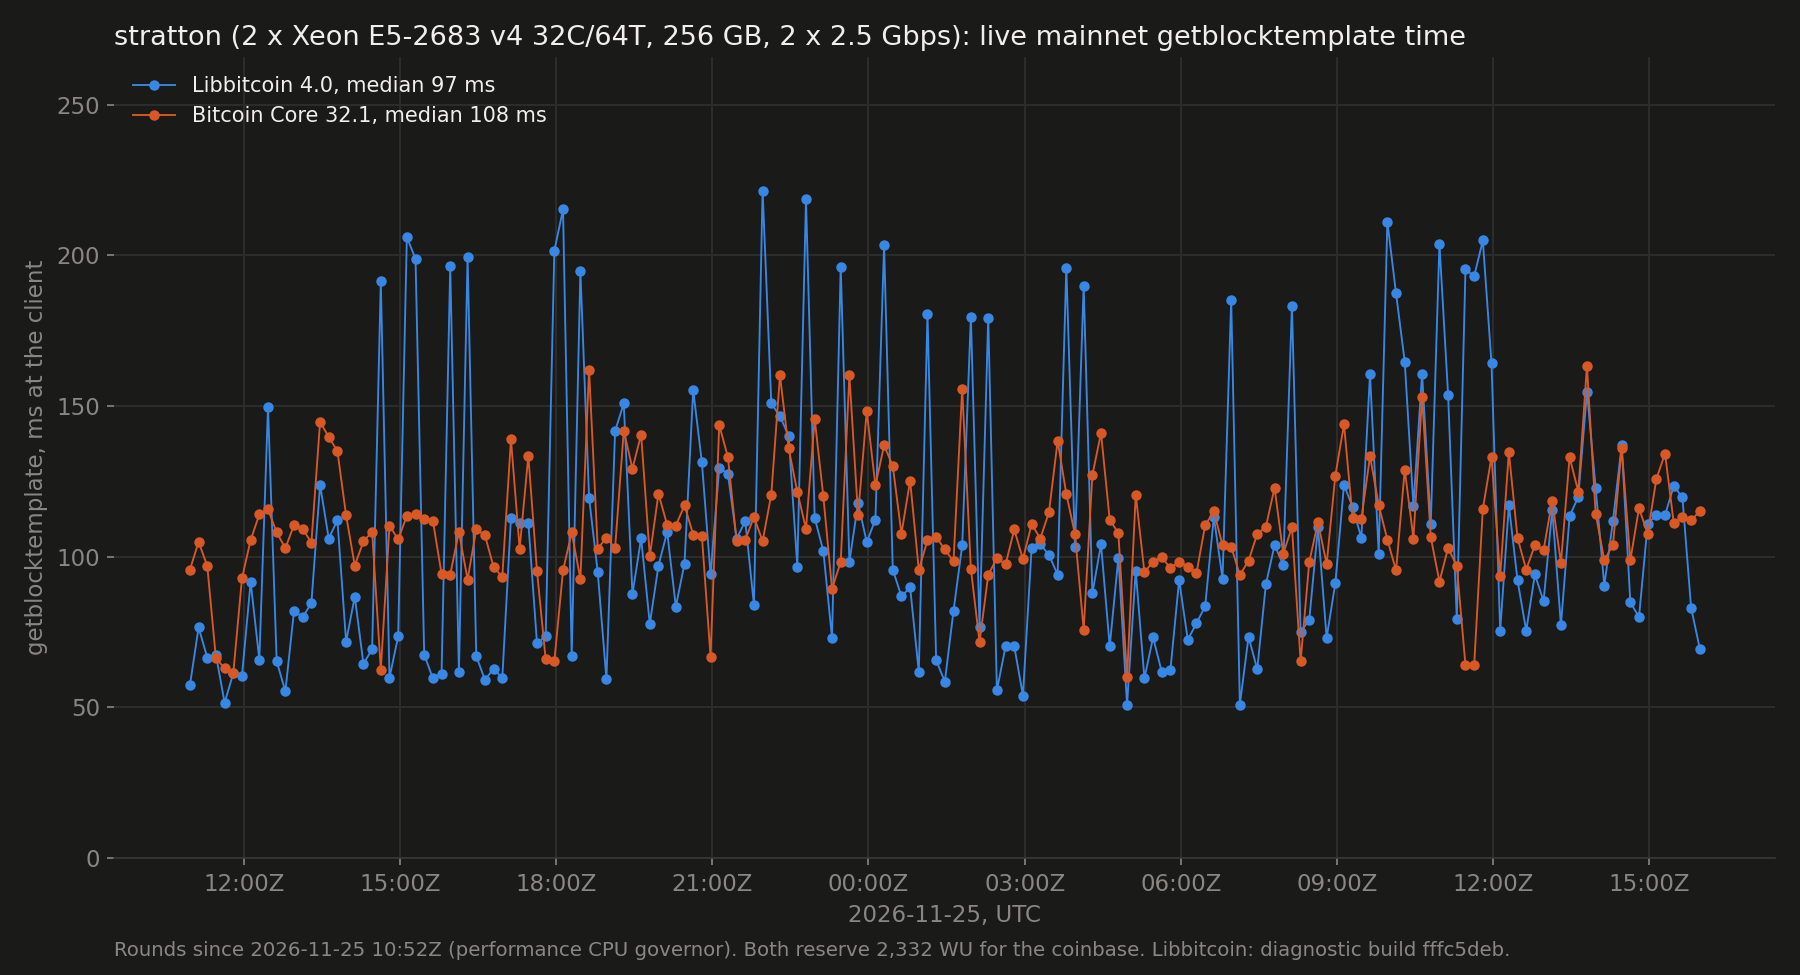 stratton (2 x Xeon E5-2683 v4 32C/64T, 256 GB, 2 x 2.5 Gbps): live mainnet getblocktemplate time
Libbitcoin 4.0, median 97 ms
Bitcoin Core 32.1, median 108 ms
getblocktemplate, ms at the client
250
200
150
100
50
0
12:00Z 15:00Z 18:00Z 21:00Z 00:00Z 03:00Z 06:00Z 09:00Z 12:00Z 15:00Z
2026-11-25, UTC
Rounds since 2026-11-25 10:52Z (performance CPU governor). Both reserve 2,332 WU for the coinbase. Libbitcoin: diagnostic build fffc5deb.